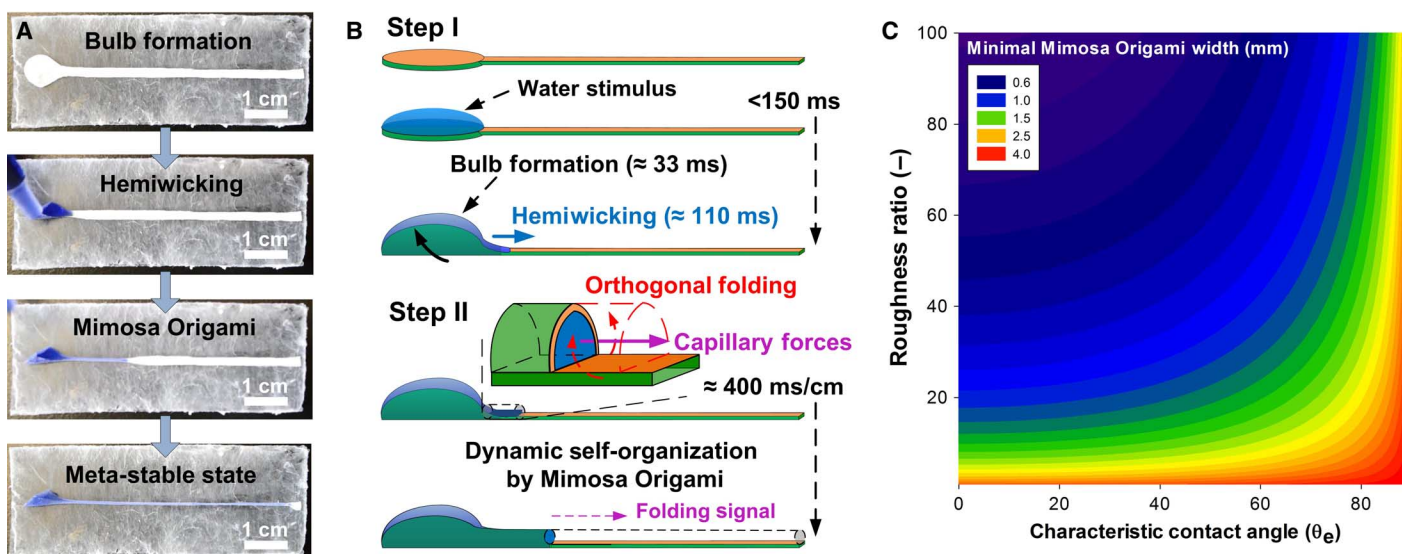 A
Bulb formation
1 cm
Hemiwicking
1 cm
Mimosa Origami
1 cm
Meta-stable state
1 cm
B
Step I
Water stimulus
<150 ms
Bulb formation (≈ 33 ms)
Hemiwicking (≈ 110 ms)
Step II
Orthogonal folding
Capillary forces
≈ 400 ms/cm
Dynamic self-organization
by Mimosa Origami
Folding signal
C
Minimal Mimosa Origami width (mm)
0.6
1.0
1.5
2.5
4.0
Roughness ratio (–)
100
80
60
40
20
0 20 40 60 80
Characteristic contact angle (θe)